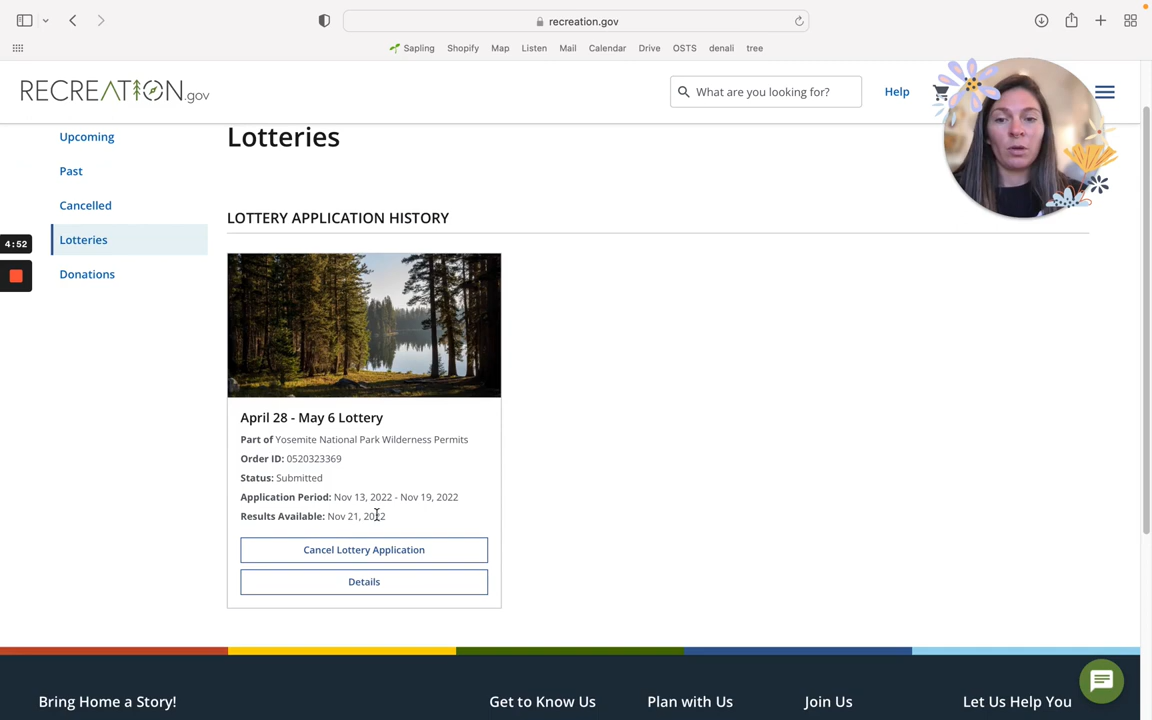 recreation.gov
Sapling Shopify Map Listen Mail Calendar Drive OSTS denali tree
RECREATION.gov
What are you looking for?
Help
Upcoming
Lotteries
Past
Cancelled
LOTTERY APPLICATION HISTORY
Lotteries
4:52
Donations
April 28 - May 6 Lottery
Part of Yosemite National Park Wilderness Permits
Order ID: 0520323369
Status: Submitted
Application Period: Nov 13, 2022 - Nov 19, 2022
Results Available: Nov 21, 2022
Cancel Lottery Application
Details
Bring Home a Story! Get to Know Us Plan with Us Join Us Let Us Help You